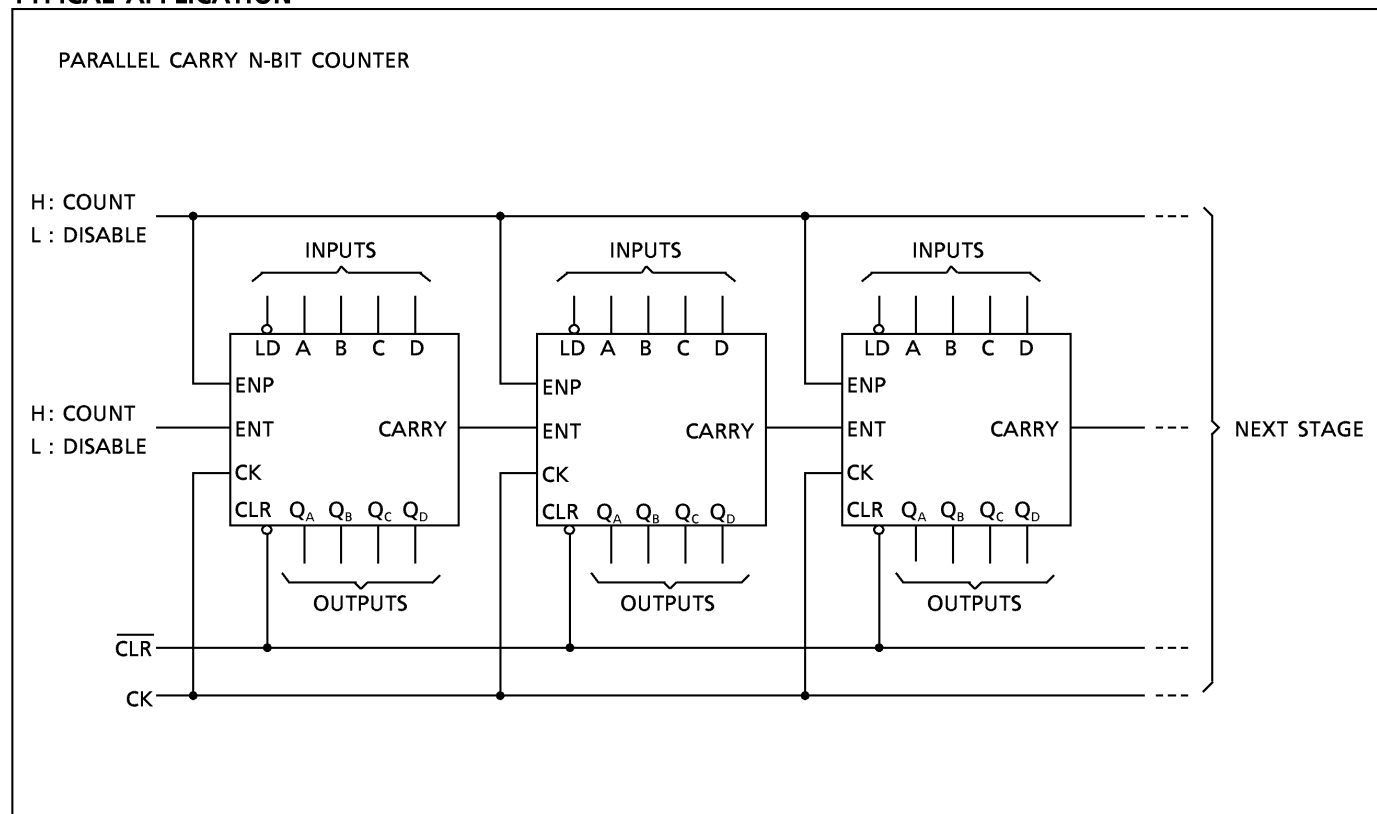 TYPICAL APPLICATION
PARALLEL CARRY N-BIT COUNTER
H: COUNT
L : DISABLE
INPUTS INPUTS INPUTS
LD A B C D LD A B C D LD A B C D
ENP ENP ENP
H: COUNT
L : DISABLE
ENT CARRY ENT CARRY ENT CARRY
NEXT STAGE
CK CK CK
CLR QA QB QC QD CLR QA QB QC QD CLR QA QB QC QD
OUTPUTS OUTPUTS OUTPUTS
CLR
CK